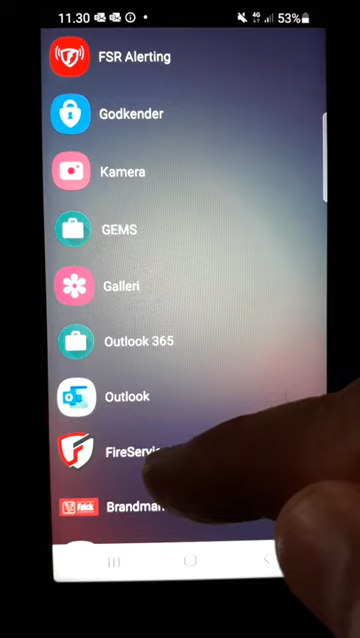 11.30
4G 53%
FSR Alerting
Godkender
Kamera
GEMS
Galleri
Outlook 365
Outlook
Falck